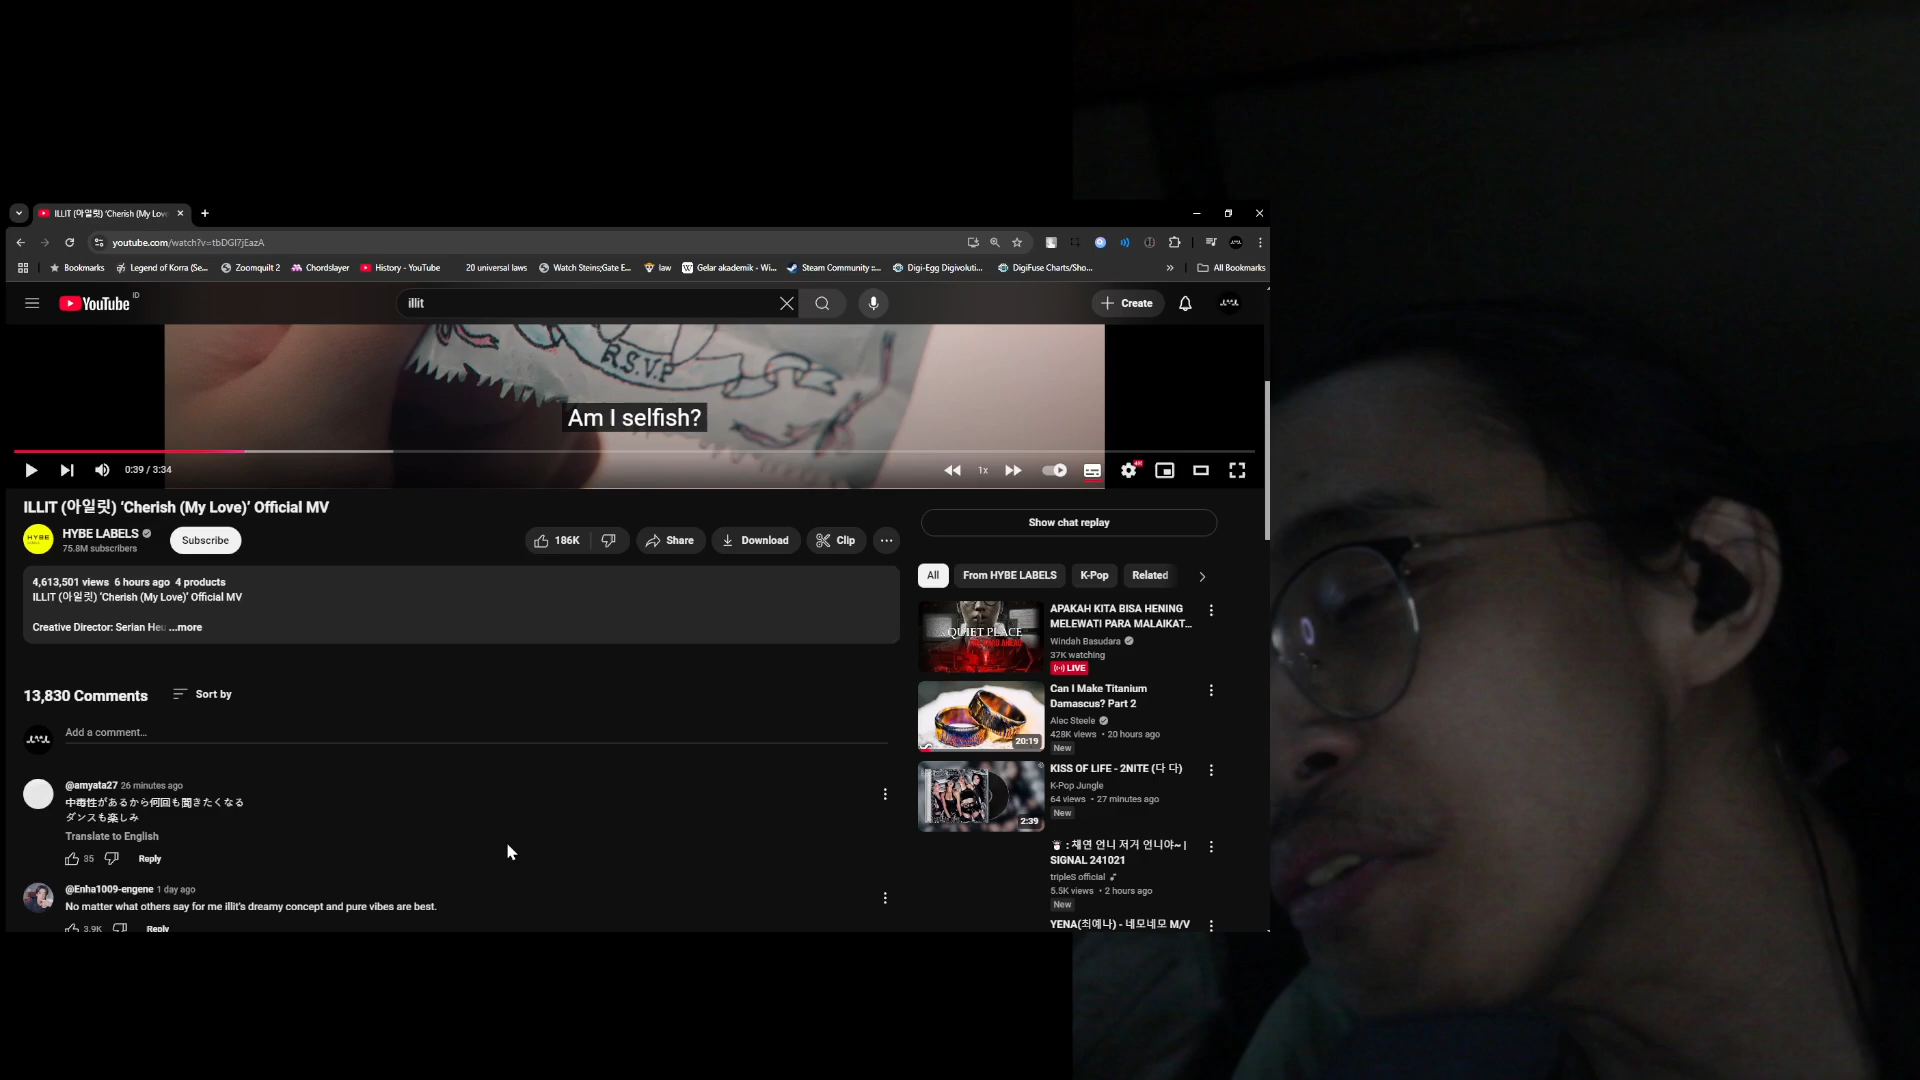 ILLIT (아일릿) ‘Cherish (My Lov
youtube.com/watch?v=tbDGI7jEazA
Bookmarks
Legend of Korra (Se...
Zoomquilt 2
Chordslayer
History - YouTube
20 universal laws
Watch Steins;Gate E...
law
Gelar akademik - Wi...
Steam Community ::...
Digi-Egg Digivoluti...
DigiFuse Charts/Sho...
»
All Bookmarks
YouTube ID
illit
Create
R.S.V.P
Am I selfish?
0:39 / 3:34
1x
ILLIT (아일릿) ‘Cherish (My Love)’ Official MV
HYBE LABELS
75.8M subscribers
Subscribe
186K
Share
Download
Clip
4,613,501 views 6 hours ago 4 products
ILLIT (아일릿) ‘Cherish (My Love)’ Official MV
Creative Director: Serian Heu ...more
13,830 Comments
Sort by
Add a comment...
@amyata27 26 minutes ago
中毒性があるから何回も聞きたくなる
ダンスも楽しみ
Translate to English
35
Reply
@Enha1009-engene 1 day ago
No matter what others say for me illit's dreamy concept and pure vibes are best.
3.9K
Reply
Show chat replay
All
From HYBE LABELS
K-Pop
Related
QUIET PLACE
APAKAH KITA BISA HENING
MELEWATI PARA MALAIKAT...
Windah Basudara
37K watching
LIVE
20:19
Can I Make Titanium
Damascus? Part 2
Alec Steele
428K views • 20 hours ago
New
2:39
KISS OF LIFE - 2NITE (다 다)
K-Pop Jungle
64 views • 27 minutes ago
New
: 채연 언니 저거 언니야~ |
SIGNAL 241021
tripleS official
5.5K views • 2 hours ago
New
YENA(최예나) - 네모네모 M/V